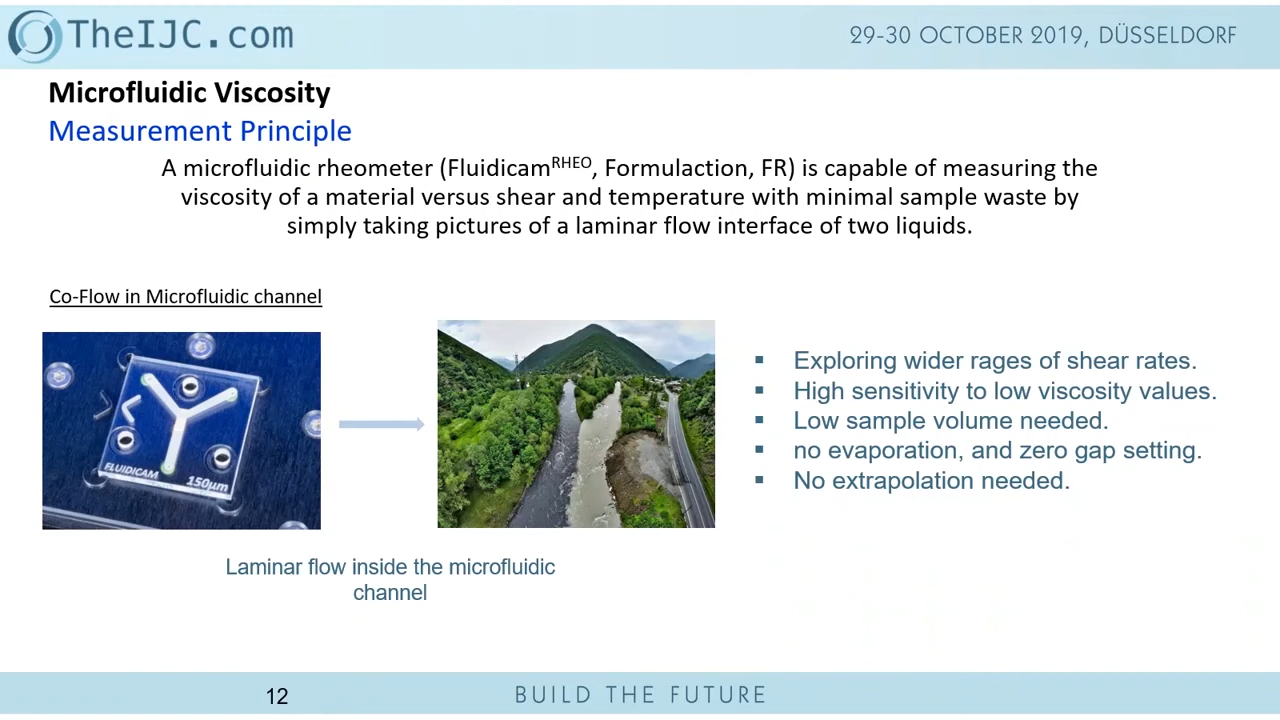 TheIJC.com
29-30 OCTOBER 2019, DÜSSELDORF
Microfluidic Viscosity
Measurement Principle
A microfluidic rheometer (Fluidicam^RHEO, Formulaction, FR) is capable of measuring the
viscosity of a material versus shear and temperature with minimal sample waste by
simply taking pictures of a laminar flow interface of two liquids.
Co-Flow in Microfluidic channel
FLUIDICAM
150µm
Laminar flow inside the microfluidic
channel
▪ Exploring wider rages of shear rates.
▪ High sensitivity to low viscosity values.
▪ Low sample volume needed.
▪ no evaporation, and zero gap setting.
▪ No extrapolation needed.
12
BUILD THE FUTURE